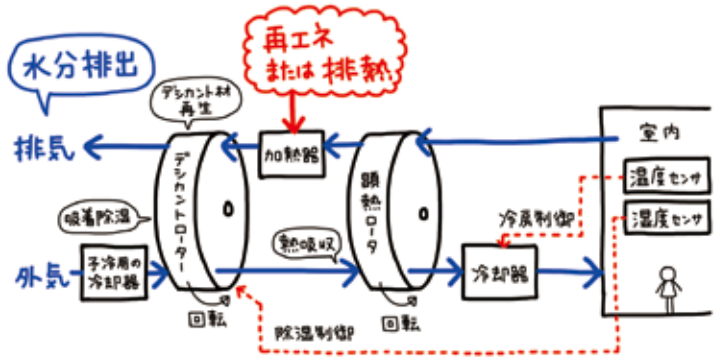 再エネ
または排熱
水分排出
デシカント材
再生
排気
加熱器
室内
デシカントローター
顕熱ロータ
温度センサ
湿度センサ
吸着除湿
熱吸収
冷房制御
外気
予冷用の
冷却器
冷却器
回転
回転
除湿制御